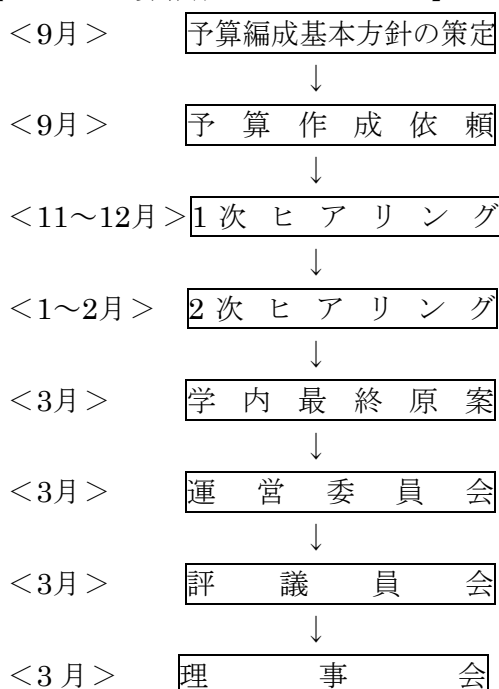 <9月> 予算編成基本方針の策定
↓
<9月> 予算作成依頼
↓
<11～12月>1次ヒアリング
↓
<1～2月> 2次ヒアリング
↓
<3月> 学内最終原案
↓
<3月> 運営委員会
↓
<3月> 評議員会
↓
<3月> 理事会